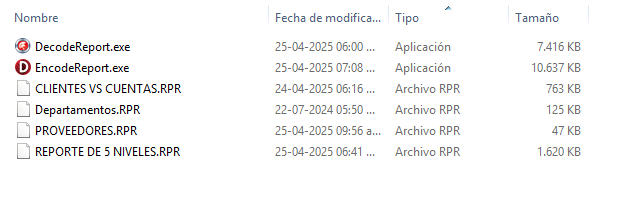 Nombre Fecha de modifica... Tipo Tamaño
DecodeReport.exe 25-04-2025 06:00 ... Aplicación 7.416 KB
EncodeReport.exe 25-04-2025 07:08 ... Aplicación 10.637 KB
CLIENTES VS CUENTAS.RPR 24-04-2025 06:16 ... Archivo RPR 763 KB
Departamentos.RPR 22-07-2024 05:50 ... Archivo RPR 125 KB
PROVEEDORES.RPR 25-04-2025 09:56 a... Archivo RPR 47 KB
REPORTE DE 5 NIVELES.RPR 25-04-2025 06:41 ... Archivo RPR 1.620 KB